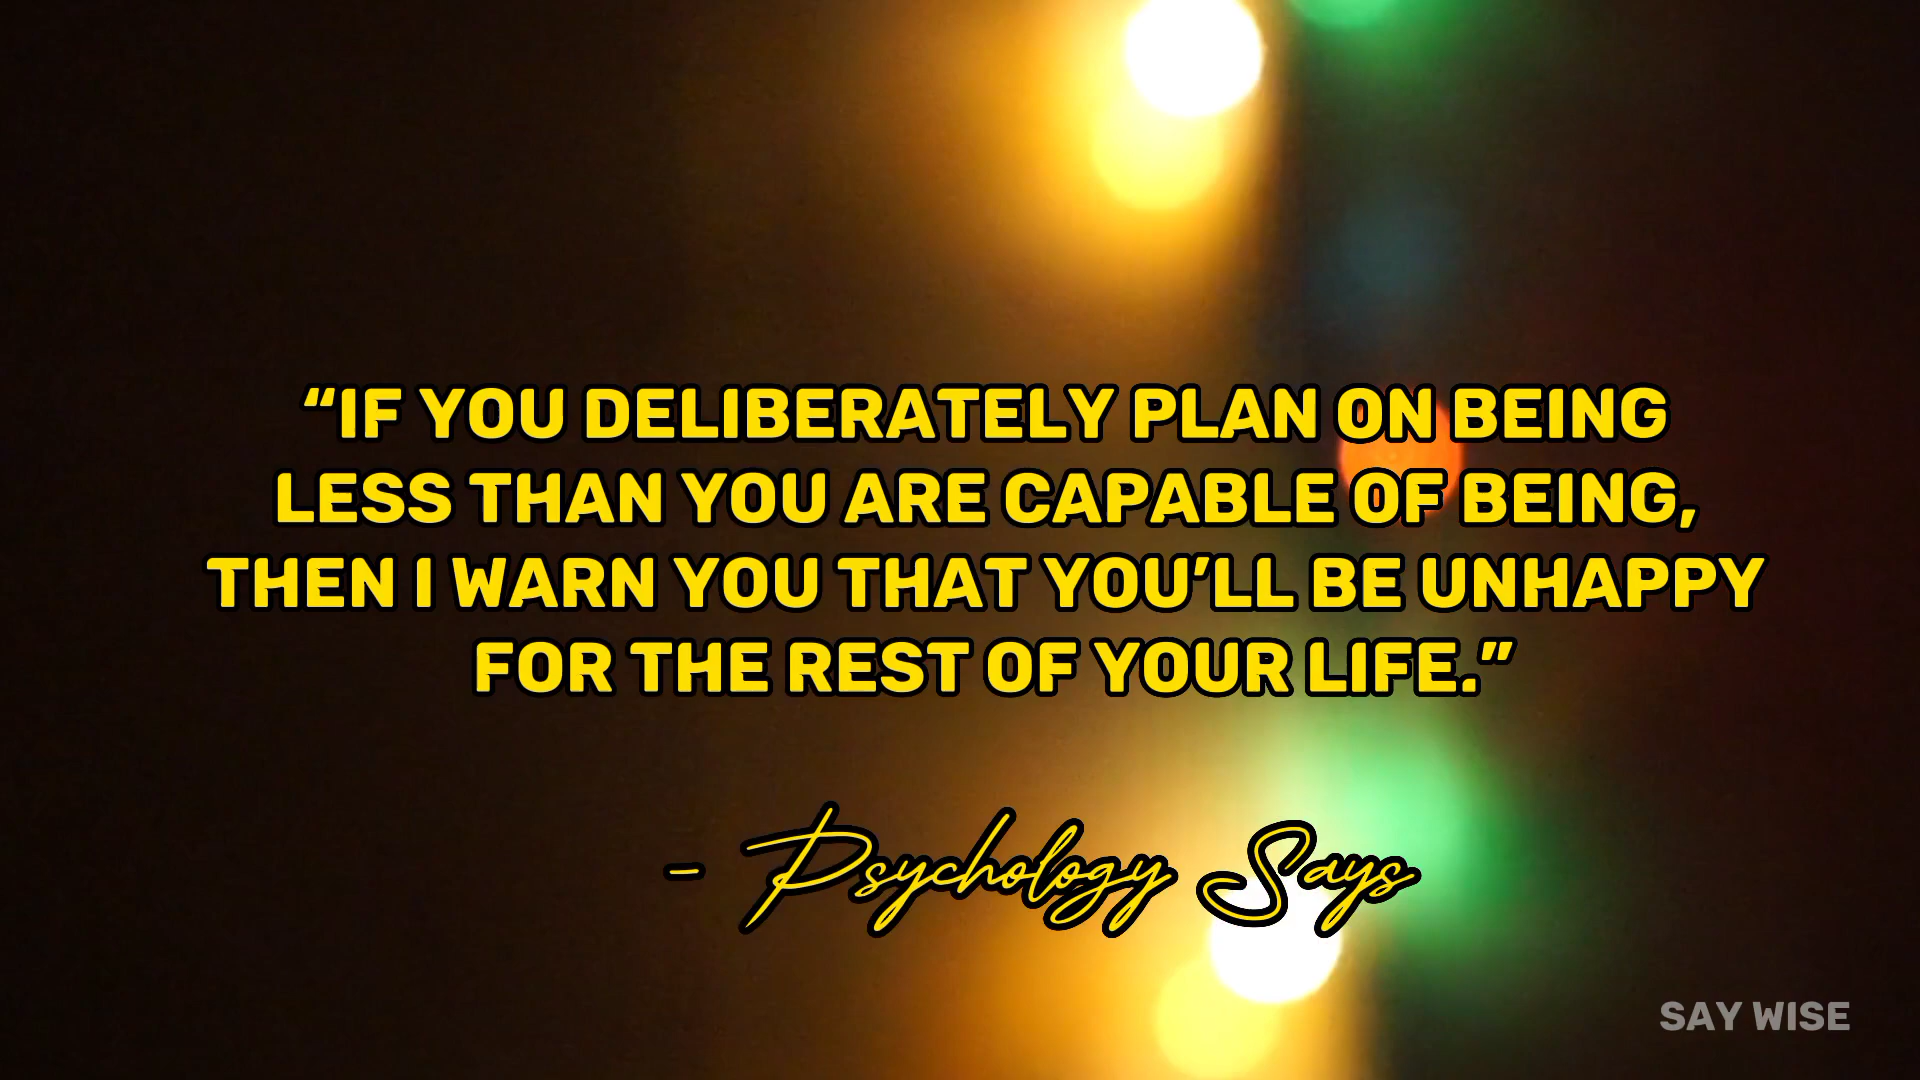 “IF YOU DELIBERATELY PLAN ON BEING
LESS THAN YOU ARE CAPABLE OF BEING,
THEN I WARN YOU THAT YOU’LL BE UNHAPPY
FOR THE REST OF YOUR LIFE.”
– Psychology Says
SAY WISE